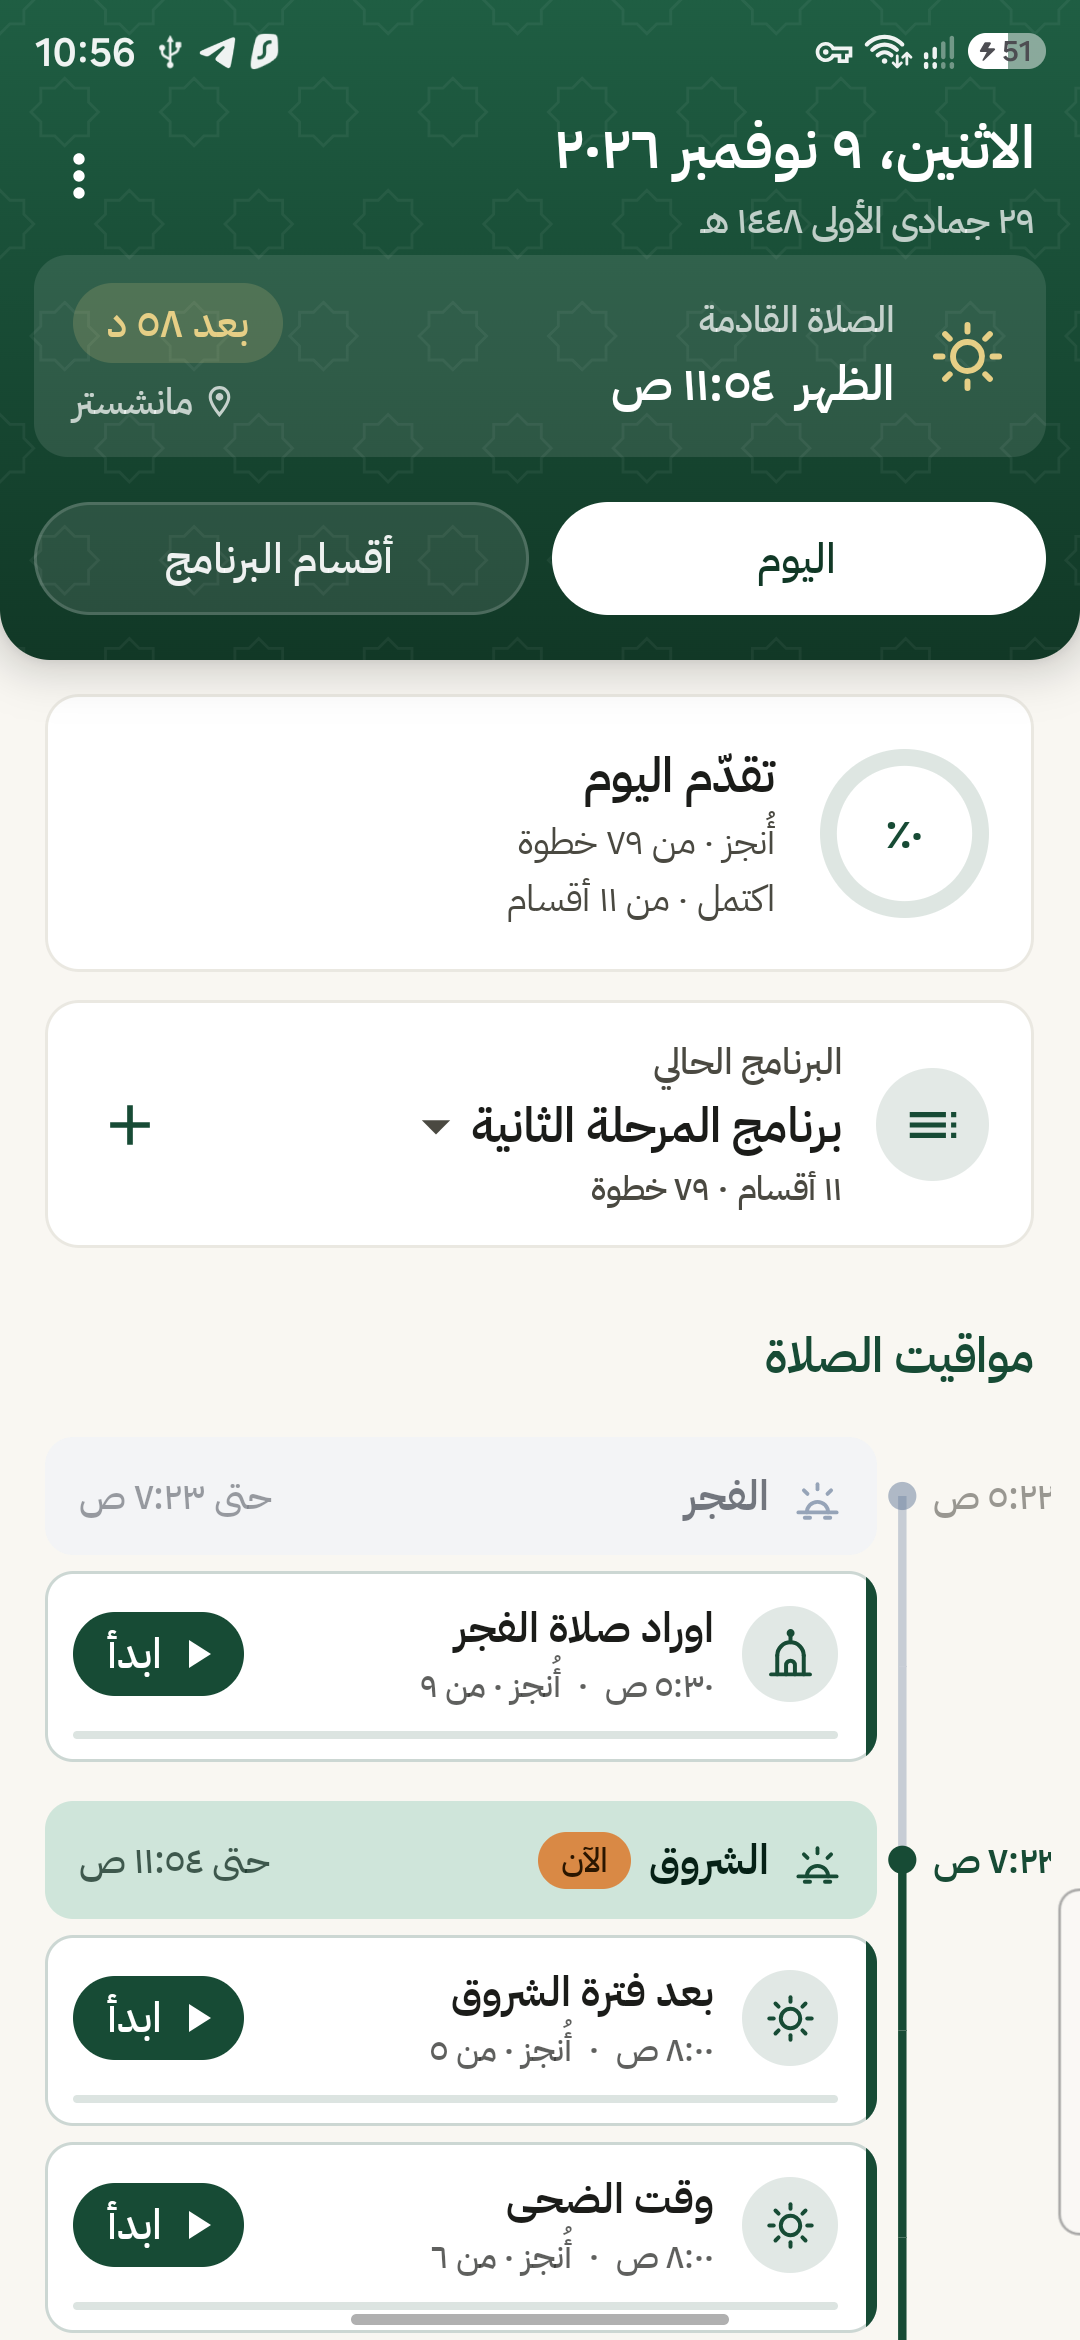 10:56
51
الاثنين، ٩ نوفمبر ٢٠٢٦
٢٩ جمادى الأولى ١٤٤٨ هـ
الصلاة القادمة
الظهر ١١:٥٤ ص
بعد ٥٨ د
مانشستر
اليوم
أقسام البرنامج
٠٪
تقدّم اليوم
أُنجز ٠ من ٧٩ خطوة
اكتمل ٠ من ١١ أقسام
البرنامج الحالي
برنامج المرحلة الثانية
١١ أقسام · ٧٩ خطوة
مواقيت الصلاة
٥:٢٢ ص
الفجر
حتى ٧:٢٣ ص
اوراد صلاة الفجر
٥:٣٠ ص · أُنجز ٠ من ٩
ابدأ
٧:٢٣ ص
الشروق
الآن
حتى ١١:٥٤ ص
بعد فترة الشروق
٨:٠٠ ص · أُنجز ٠ من ٥
ابدأ
وقت الضحى
٨:٠٠ ص · أُنجز ٠ من ٦
ابدأ